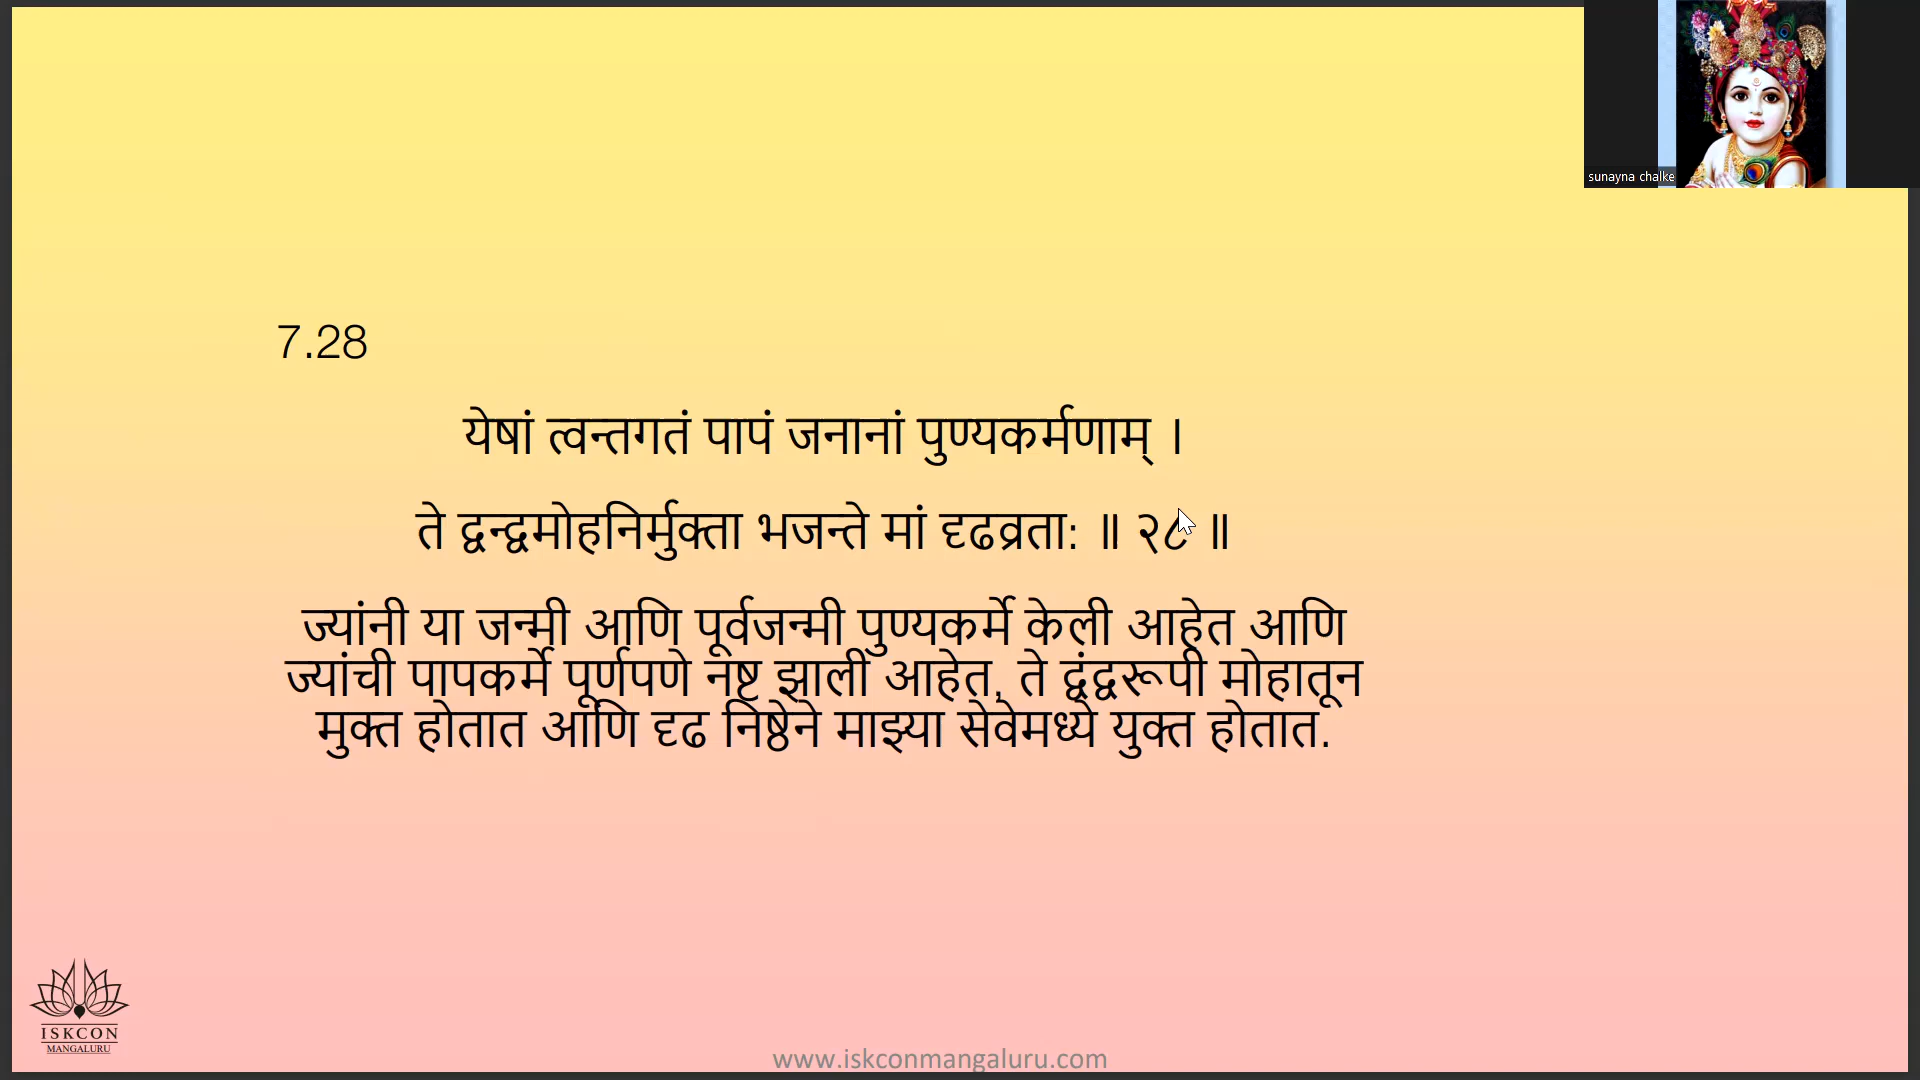 sunayna chalke
7.28
येषां त्वन्तगतं पापं जनानां पुण्यकर्मणाम् ।
ते द्वन्द्वमोहनिर्मुक्ता भजन्ते मां दृढव्रताः ॥ २८ ॥
ज्यांनी या जन्मी आणि पूर्वजन्मी पुण्यकर्मे केली आहेत आणि
ज्यांची पापकर्मे पूर्णपणे नष्ट झाली आहेत, ते द्वंद्वरूपी मोहातून
मुक्त होतात आणि दृढ निष्ठेने माझ्या सेवेमध्ये युक्त होतात.
ISKCON
MANGALURU
www.iskconmangaluru.com